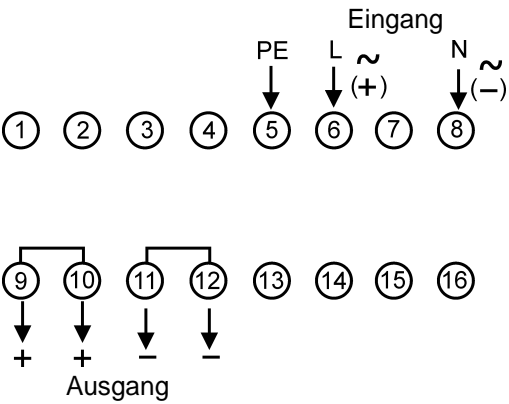 Eingang
PE L ~ N ~
(+) (−)
1 2 3 4 5 6 7 8
9 10 11 12 13 14 15 16
+ + − −
Ausgang